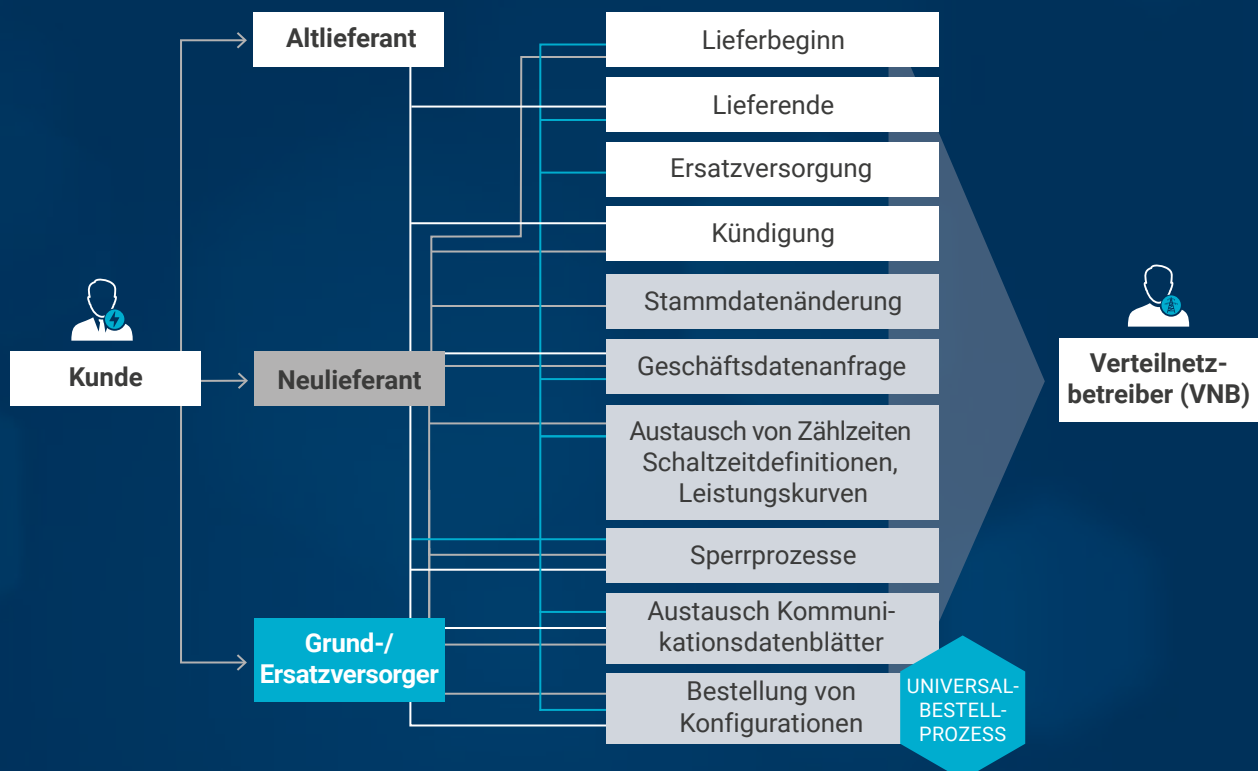 Kunde
Altlieferant
Neulieferant
Grund-/
Ersatzversorger
Lieferbeginn
Lieferende
Ersatzversorgung
Kündigung
Stammdatenänderung
Geschäftsdatenanfrage
Austausch von Zählzeiten
Schaltzeitdefinitionen,
Leistungskurven
Sperrprozesse
Austausch Kommuni-
kationsdatenblätter
Bestellung von
Konfigurationen
UNIVERSAL-
BESTELL-
PROZESS
Verteilnetz-
betreiber (VNB)